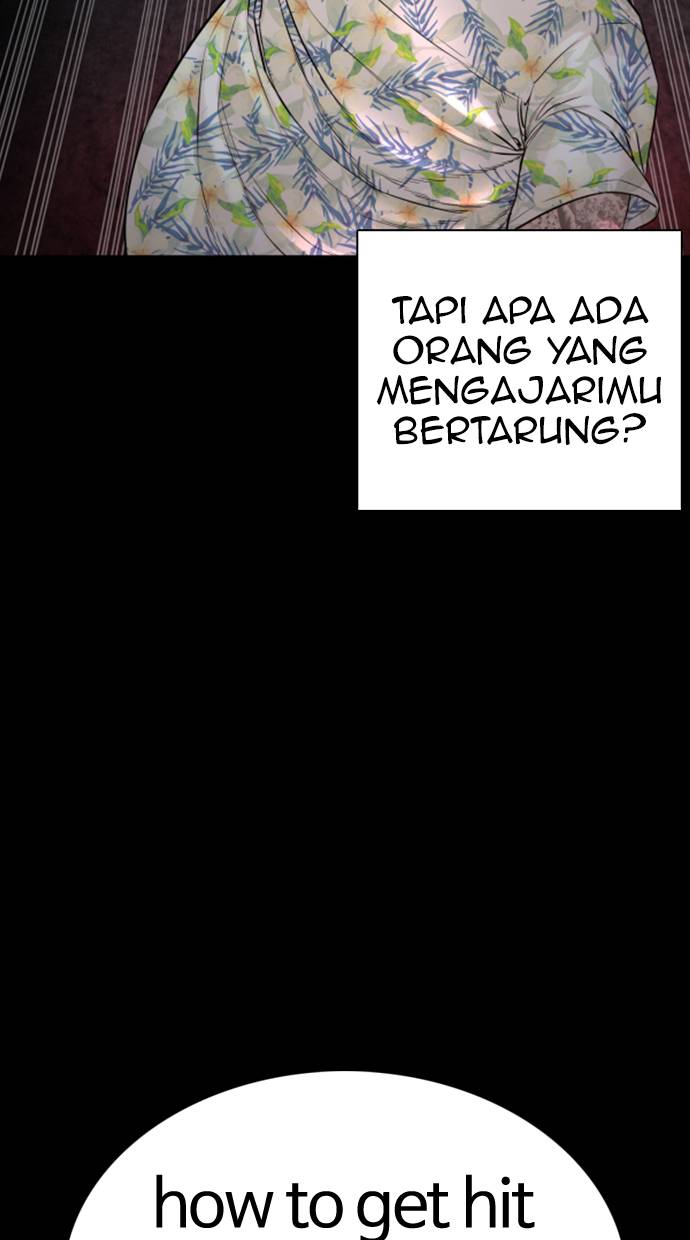 TAPI APA ADA
ORANG YANG
MENGAJARIMU
BERTARUNG?
how to get hit